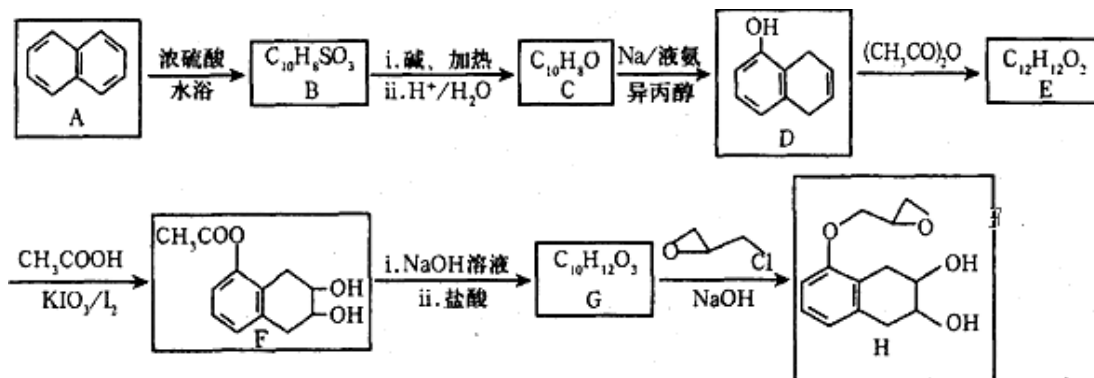 A
浓硫酸
水浴
C10H8SO3
B
i.碱、加热
ii.H+/H2O
C10H8O
C
Na/液氨
异丙醇
OH
D
(CH3CO)2O
C12H12O2
E
CH3COOH
KIO3/I2
CH3COO
OH
OH
F
i.NaOH溶液
ii.盐酸
C10H12O3
G
O
Cl
NaOH
O
O
OH
OH
H